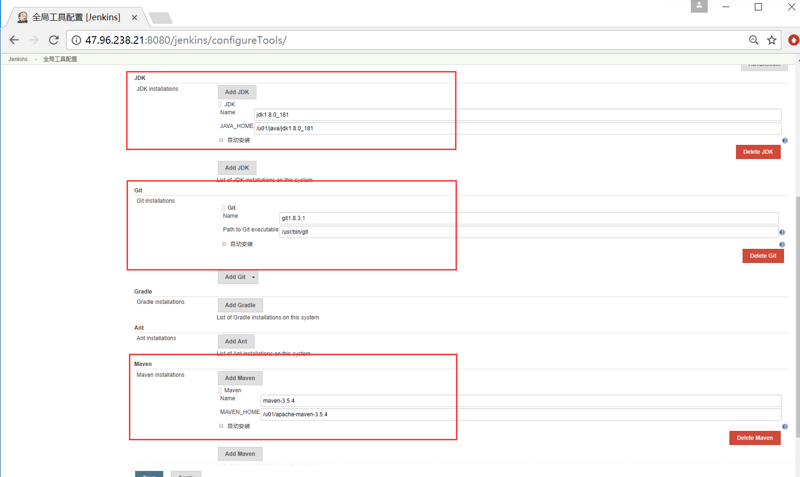 全局工具配置 [Jenkins]
47.96.238.21:8080/jenkins/configureTools/
Jenkins
全局工具配置
JDK
JDK installations
Add JDK
JDK
Name
jdk1.8.0_181
JAVA_HOME
/u01/java/jdk1.8.0_181
自动安装
Delete JDK
Add JDK
List of JDK installations on this system
Git
Git installations
Git
Name
git1.8.3.1
Path to Git executable
/usr/bin/git
自动安装
Delete Git
Add Git
Gradle
Gradle installations
Add Gradle
List of Gradle installations on this system
Ant
Ant installations
Add Ant
List of Ant installations on this system
Maven
Maven installations
Add Maven
Maven
Name
maven-3.5.4
MAVEN_HOME
/u01/apache-maven-3.5.4
自动安装
Delete Maven
Add Maven